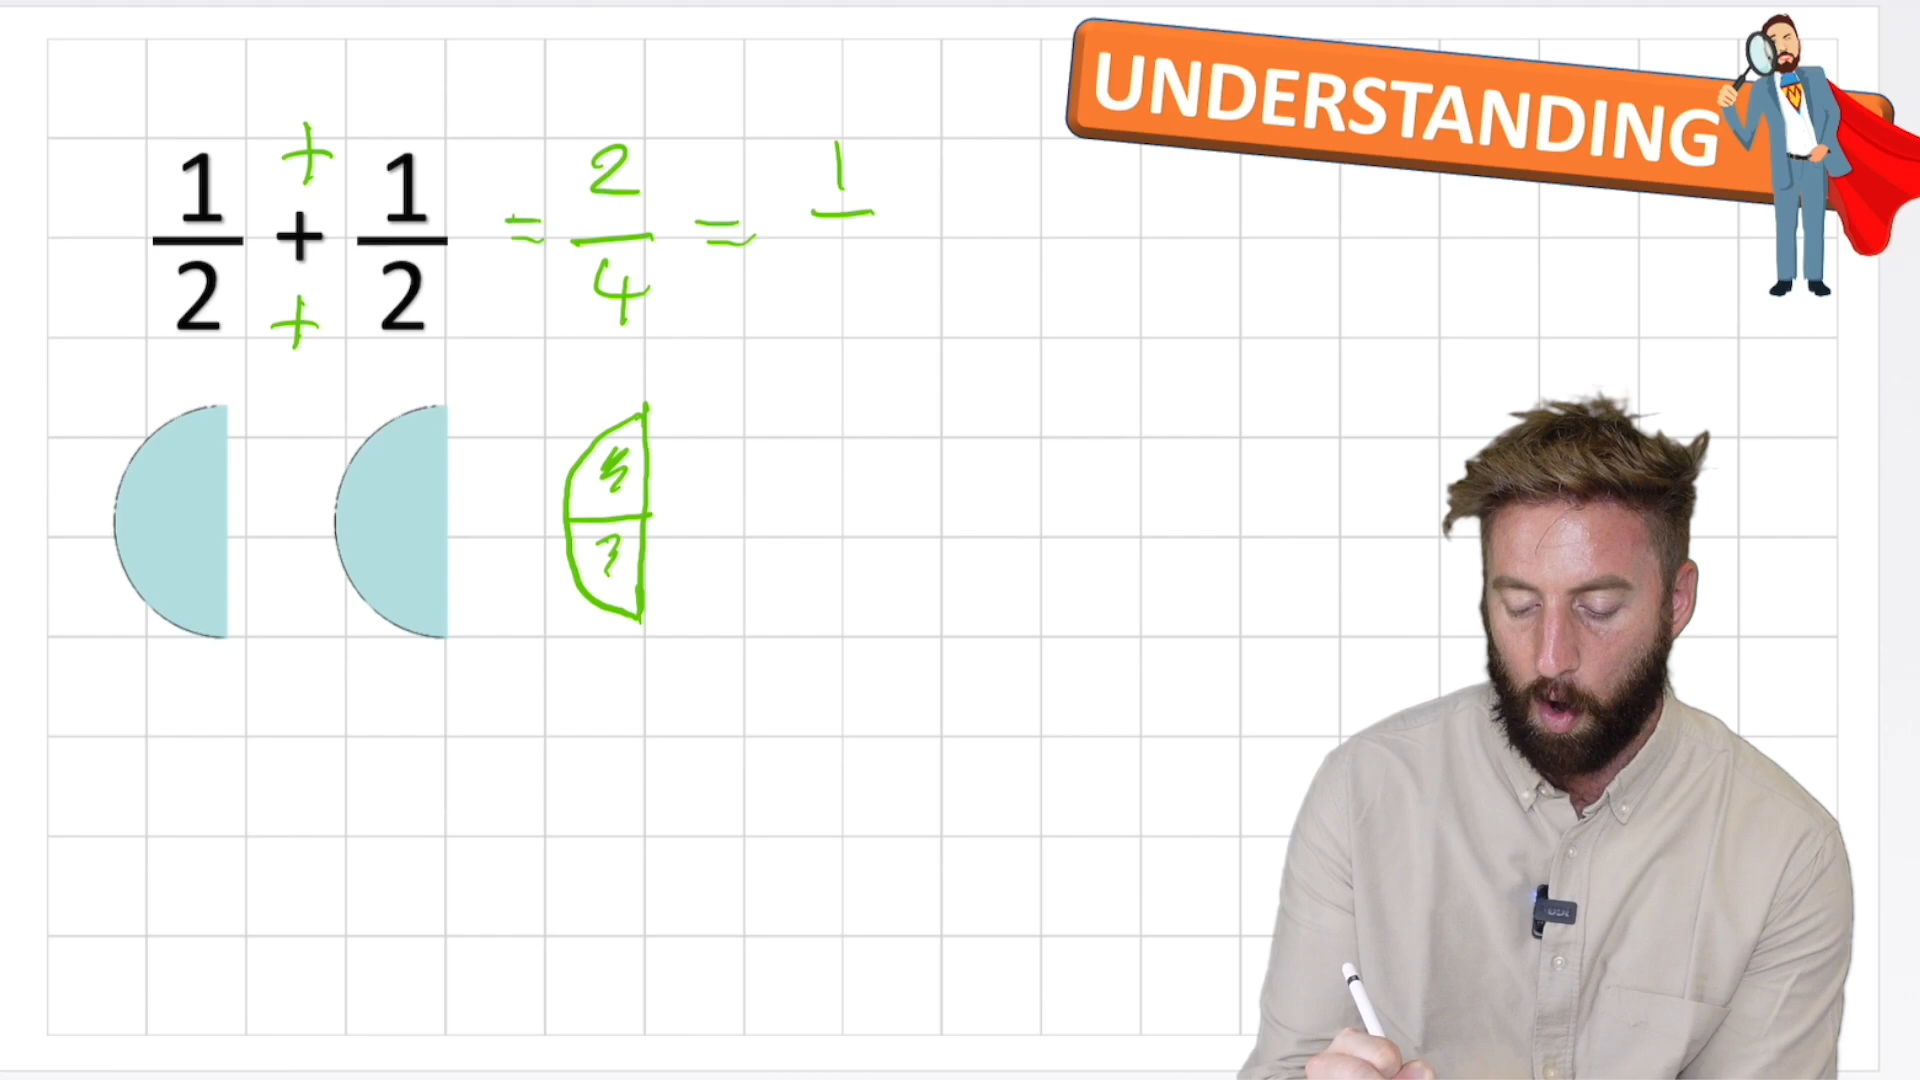 UNDERSTANDING
+
1/2 + 1/2 = 2/4 = 1/
+